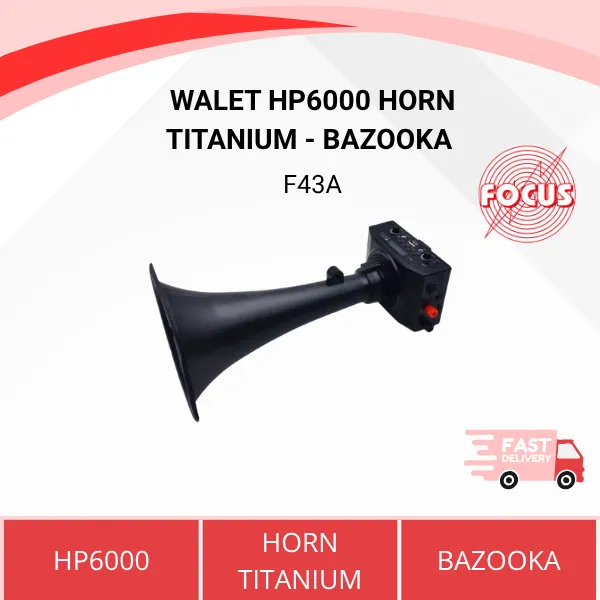 WALET HP6000 HORN
TITANIUM - BAZOOKA
F43A
FOCUS
FAST
DELIVERY
HP6000
HORN
TITANIUM
BAZOOKA